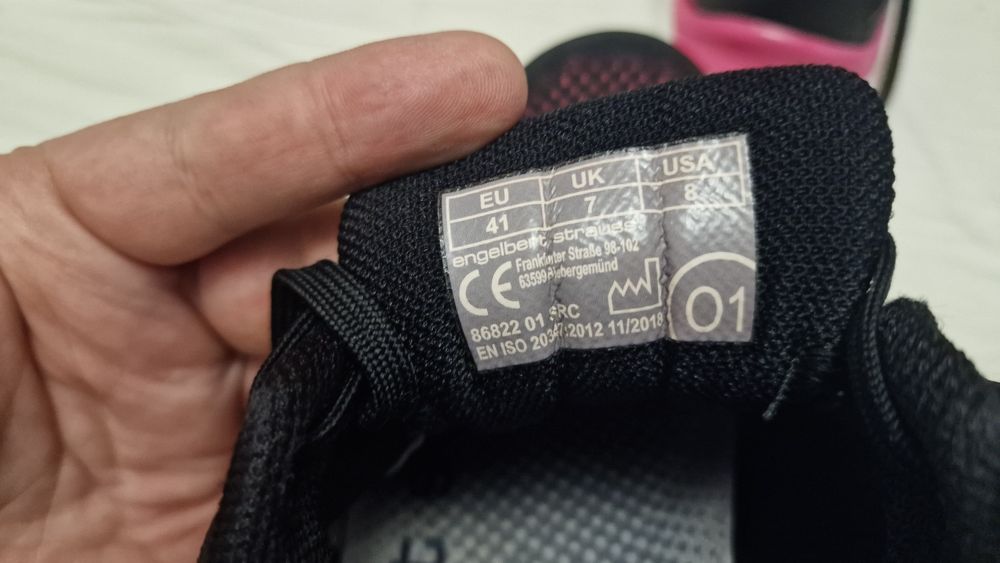 EU UK USA
41 7 8
engelbert strauss
CE Frankfurter Straße 98-102
63599 Biebergemünd
86822 01 SRC
EN ISO 20347:2012 11/2018
O1